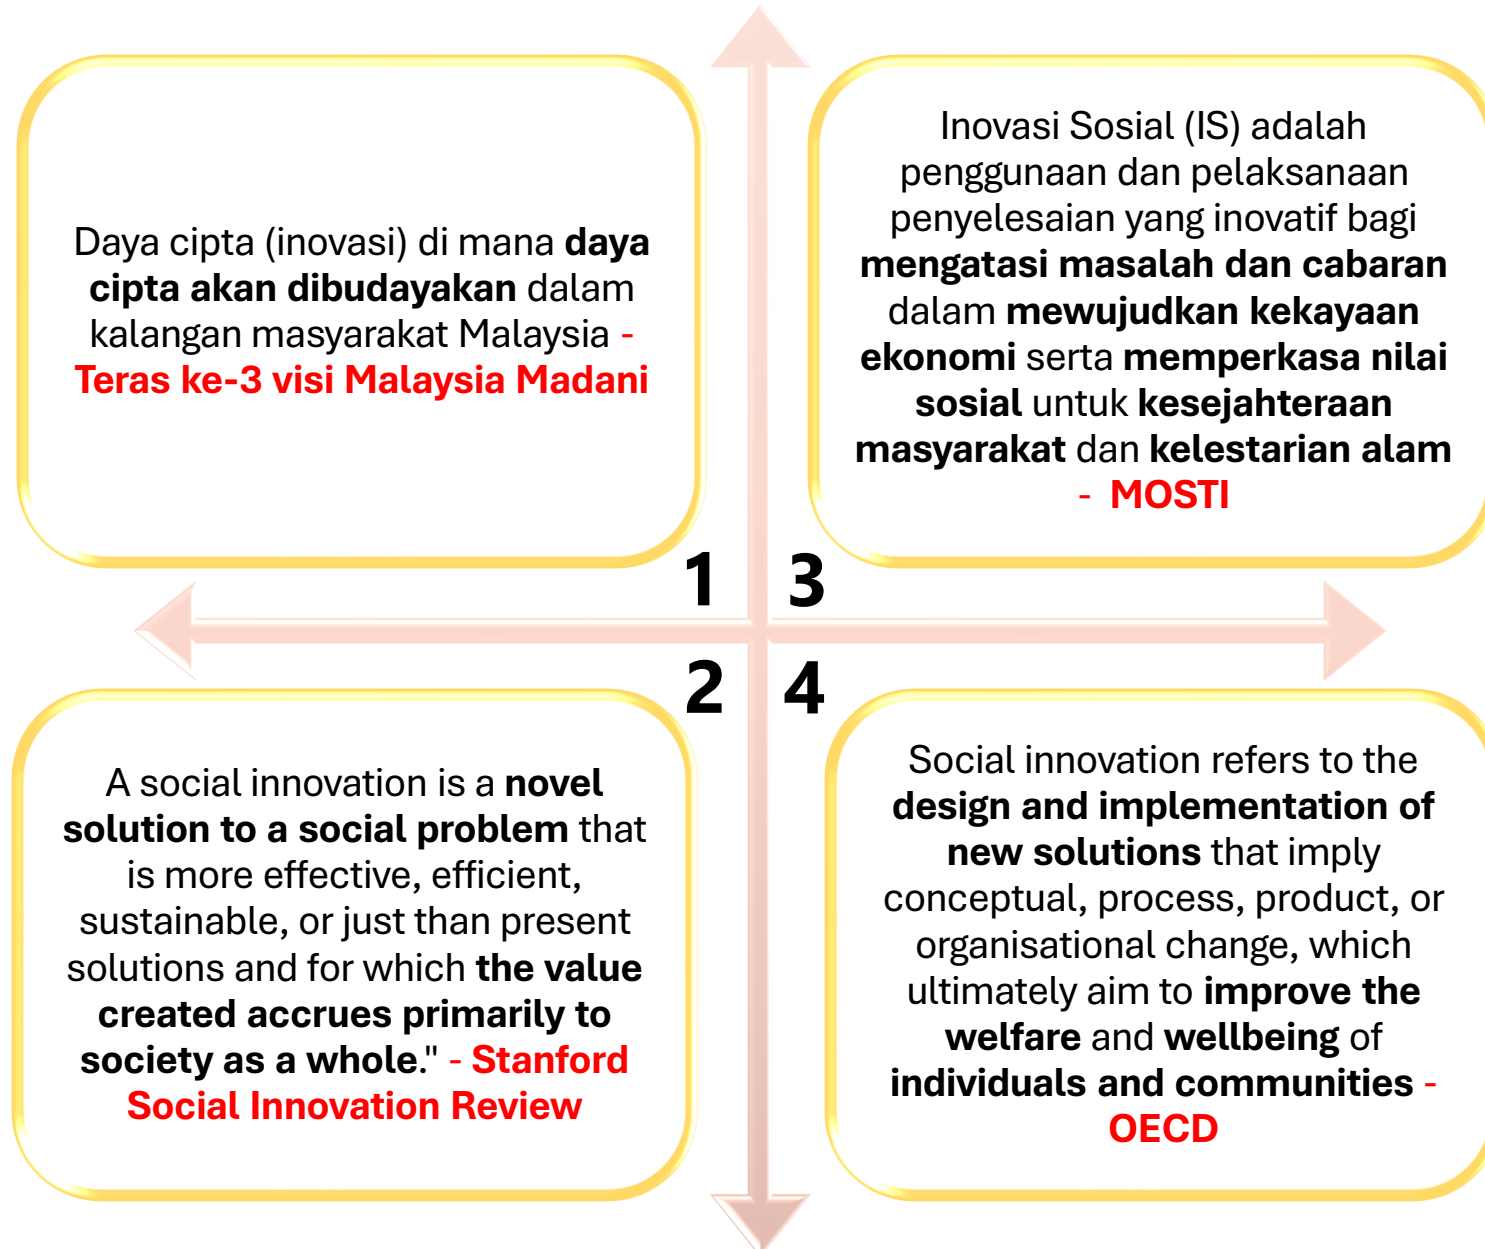 Daya cipta (inovasi) di mana daya
cipta akan dibudayakan dalam
kalangan masyarakat Malaysia -
Teras ke-3 visi Malaysia Madani
1
A social innovation is a novel
solution to a social problem that
is more effective, efficient,
sustainable, or just than present
solutions and for which the value
created accrues primarily to
society as a whole." - Stanford
Social Innovation Review
2
Inovasi Sosial (IS) adalah
penggunaan dan pelaksanaan
penyelesaian yang inovatif bagi
mengatasi masalah dan cabaran
dalam mewujudkan kekayaan
ekonomi serta memperkasa nilai
sosial untuk kesejahteraan
masyarakat dan kelestarian alam
- MOSTI
3
Social innovation refers to the
design and implementation of
new solutions that imply
conceptual, process, product, or
organisational change, which
ultimately aim to improve the
welfare and wellbeing of
individuals and communities -
OECD
4